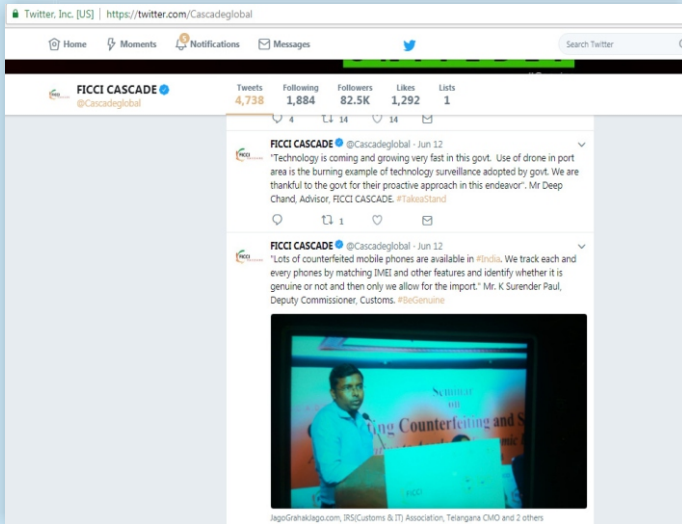 Twitter, Inc. [US] | https://twitter.com/Cascadeglobal
Home Moments 5 Notifications Messages Search Twitter
FICCI CASCADE
@Cascadeglobal
Tweets Following Followers Likes Lists
4,738 1,884 82.5K 1,292 1
4 14 14
FICCI CASCADE @Cascadeglobal · Jun 12
"Technology is coming and growing very fast in this govt. Use of drone in port
area is the burning example of technology surveillance adopted by govt. We are
thankful to the govt for their proactive approach in this endeavor". Mr Deep
Chand, Advisor, FICCI CASCADE. #TakeaStand
1
FICCI CASCADE @Cascadeglobal · Jun 12
"Lots of counterfeited mobile phones are available in #India. We track each and
every phones by matching IMEI and other features and identify whether it is
genuine or not and then only we allow for the import." Mr. K Surender Paul,
Deputy Commissioner, Customs. #BeGenuine
Seminar
on
ing Counterfeiting and S
FICCI
JagoGrahakJago.com, IRS(Customs & IT) Association, Telangana CMO and 2 others